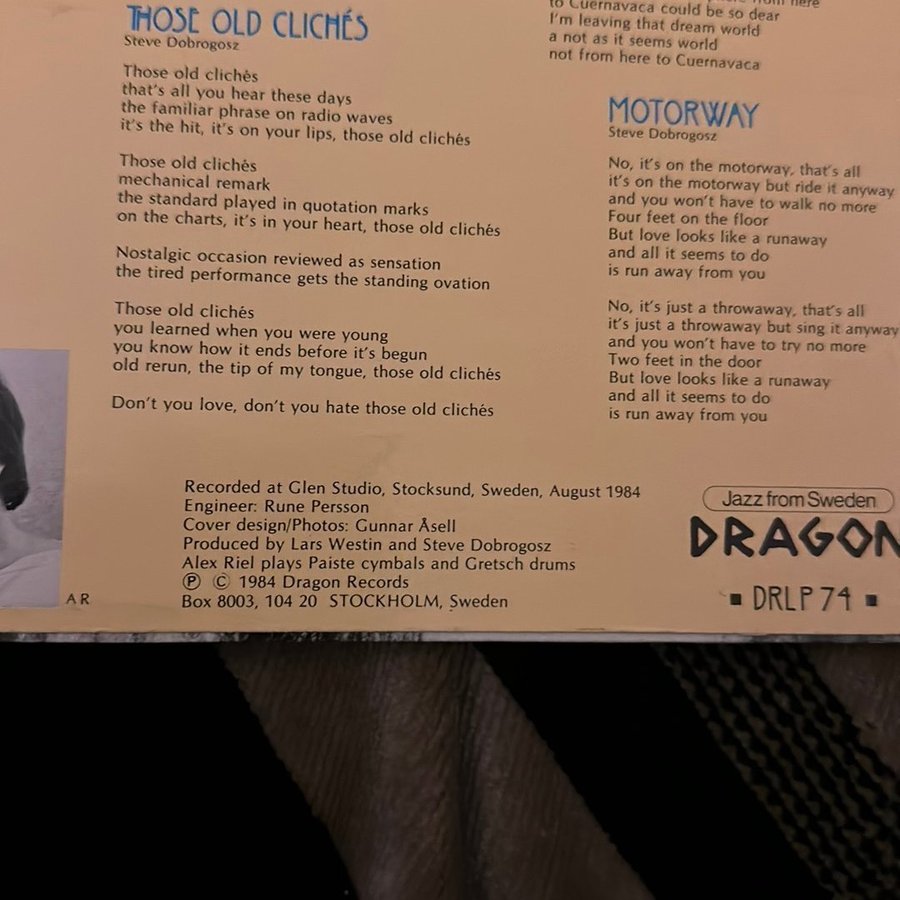 THOSE OLD CLICHÉS
Steve Dobrogosz
Those old clichés
that's all you hear these days
the familiar phrase on radio waves
it's the hit, it's on your lips, those old clichés
Those old clichés
mechanical remark
the standard played in quotation marks
on the charts, it's in your heart, those old clichés
Nostalgic occasion reviewed as sensation
the tired performance gets the standing ovation
Those old clichés
you learned when you were young
you know how it ends before it's begun
old rerun, the tip of my tongue, those old clichés
Don't you love, don't you hate those old clichés
from here
to Cuernavaca could be so dear
I'm leaving that dream world
a not as it seems world
not from here to Cuernavaca
MOTORWAY
Steve Dobrogosz
No, it's on the motorway, that's all
it's on the motorway but ride it anyway
and you won't have to walk no more
Four feet on the floor
But love looks like a runaway
and all it seems to do
is run away from you
No, it's just a throwaway, that's all
it's just a throwaway but sing it anyway
and you won't have to try no more
Two feet in the door
But love looks like a runaway
and all it seems to do
is run away from you
AR
Recorded at Glen Studio, Stocksund, Sweden, August 1984
Engineer: Rune Persson
Cover design/Photos: Gunnar Åsell
Produced by Lars Westin and Steve Dobrogosz
Alex Riel plays Paiste cymbals and Gretsch drums
Ⓟ © 1984 Dragon Records
Box 8003, 104 20 STOCKHOLM, Sweden
Jazz from Sweden
DRAGON
▪ DRLP 74 ▪